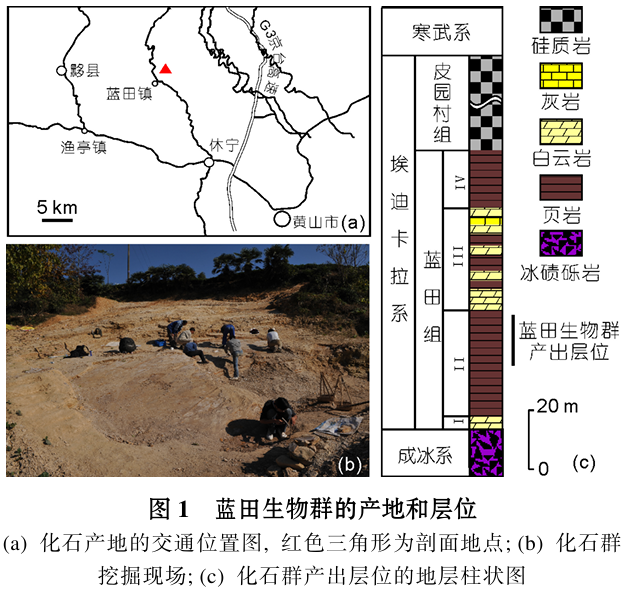 G3京台高速
黟县
蓝田镇
渔亭镇
休宁
黄山市
5 km
(a)
(b)
寒武系
皮园村组
埃迪卡拉系
蓝田组
IV
III
II
I
成冰系
硅质岩
灰岩
白云岩
页岩
冰碛砾岩
蓝田生物群
产出层位
20 m
0
(c)
图 1 蓝田生物群的产地和层位
(a) 化石产地的交通位置图, 红色三角形为剖面地点; (b) 化石群
挖掘现场; (c) 化石群产出层位的地层柱状图